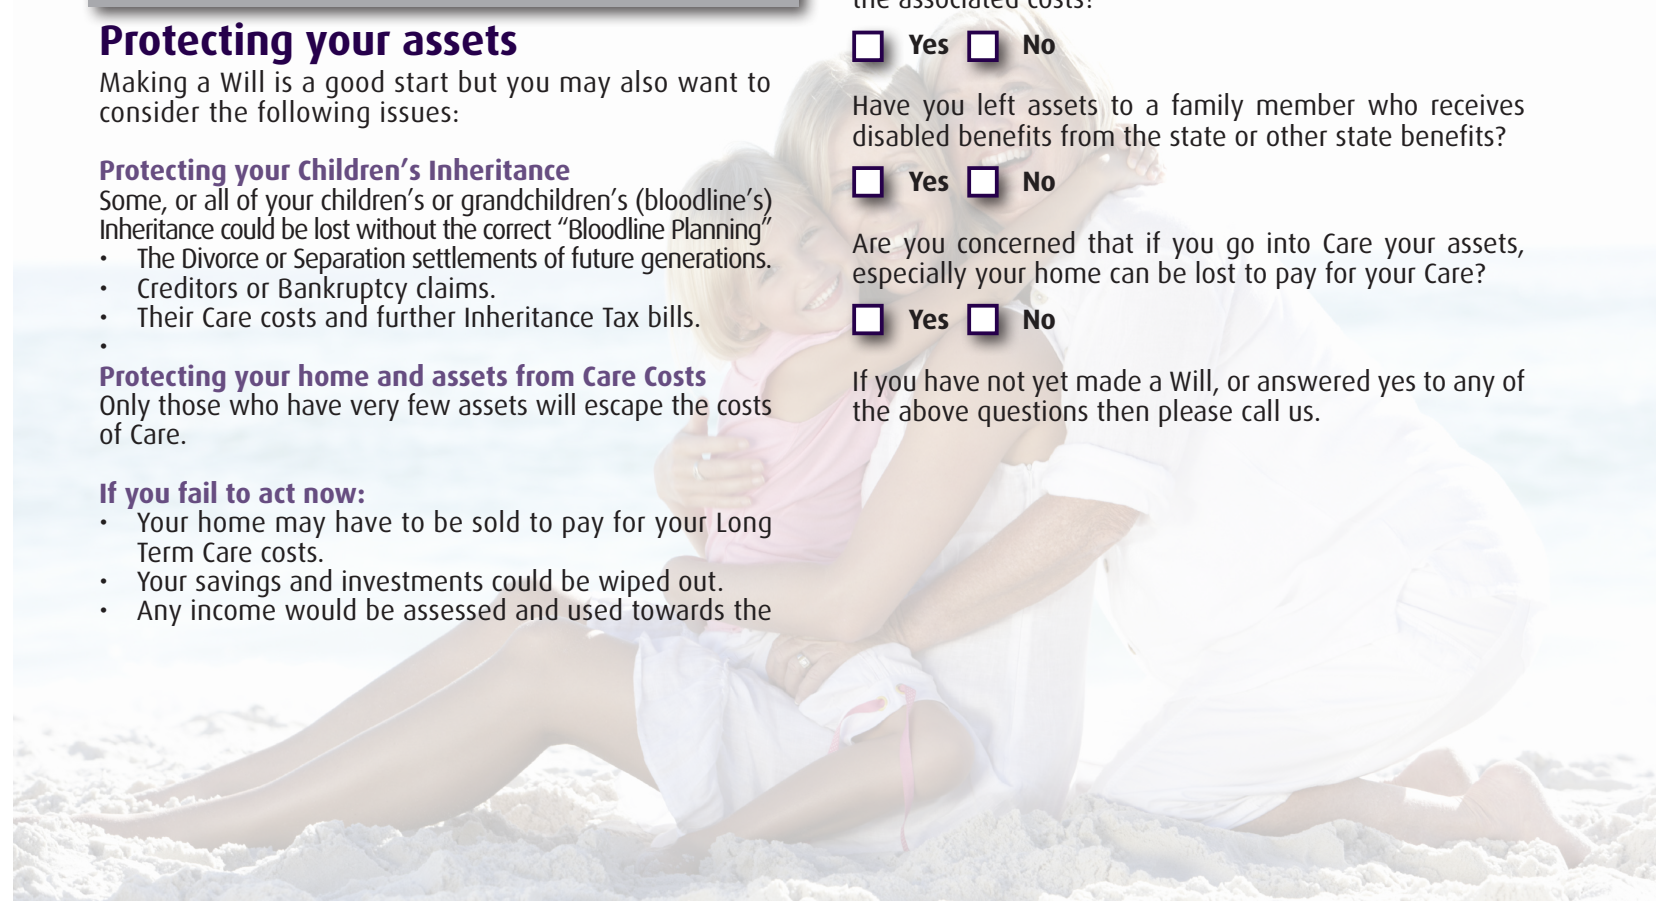 Protecting your assets
Making a Will is a good start but you may also want to
consider the following issues:
Protecting your Children's Inheritance
Some, or all of your children's or grandchildren's (bloodline's)
Inheritance could be lost without the correct "Bloodline Planning"
• The Divorce or Separation settlements of future generations.
• Creditors or Bankruptcy claims.
• Their Care costs and further Inheritance Tax bills.
•
Protecting your home and assets from Care Costs
Only those who have very few assets will escape the costs
of Care.
If you fail to act now:
• Your home may have to be sold to pay for your Long
Term Care costs.
• Your savings and investments could be wiped out.
• Any income would be assessed and used towards the
the associated costs?
Yes No
Have you left assets to a family member who receives
disabled benefits from the state or other state benefits?
Yes No
Are you concerned that if you go into Care your assets,
especially your home can be lost to pay for your Care?
Yes No
If you have not yet made a Will, or answered yes to any of
the above questions then please call us.